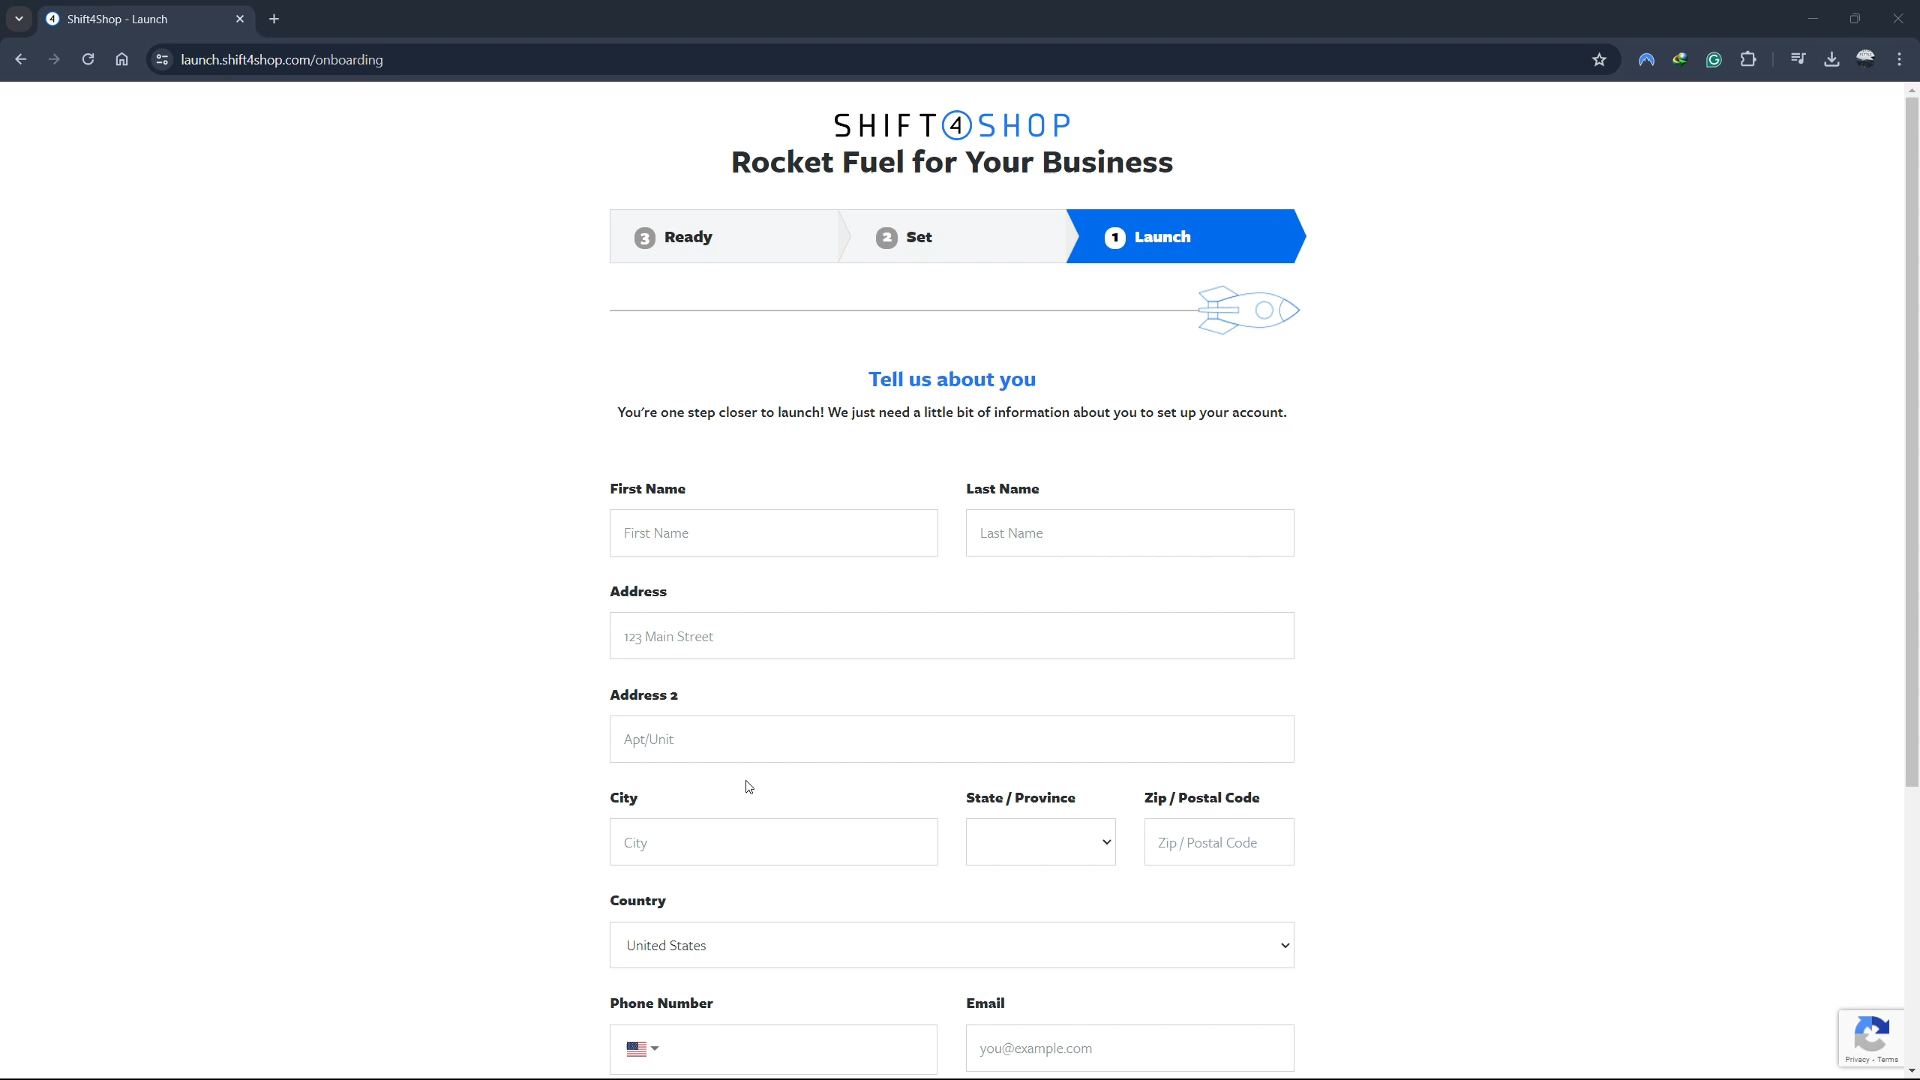 Shift4Shop - Launch
launch.shift4shop.com/onboarding
SHIFT4SHOP
Rocket Fuel for Your Business
3 Ready
2 Set
1 Launch
Tell us about you
You're one step closer to launch! We just need a little bit of information about you to set up your account.
First Name
Last Name
First Name
Last Name
Address
123 Main Street
Address 2
Apt/Unit
City
State / Province
Zip / Postal Code
City
Zip / Postal Code
Country
United States
Phone Number
Email
you@example.com
Privacy - Terms